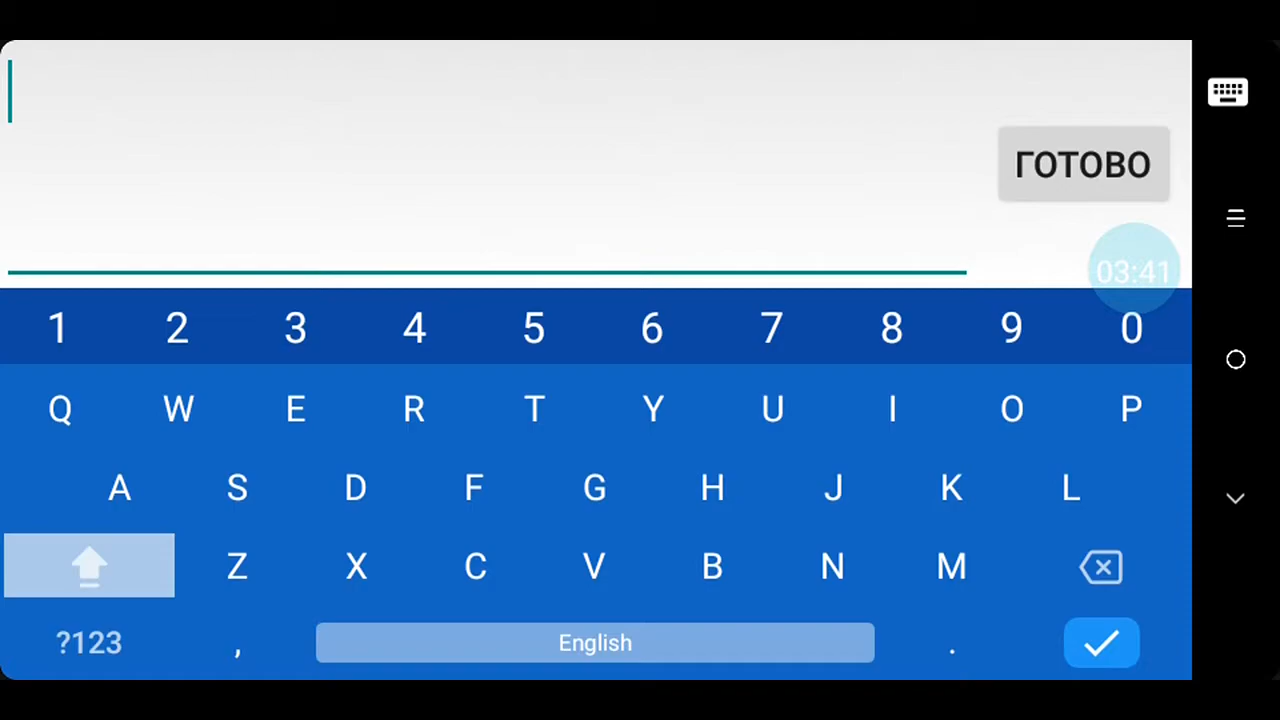 ГОТОВО
03:41
1 2 3 4 5 6 7 8 9 0
Q W E R T Y U I O P
A S D F G H J K L
Z X C V B N M
?123 , English .